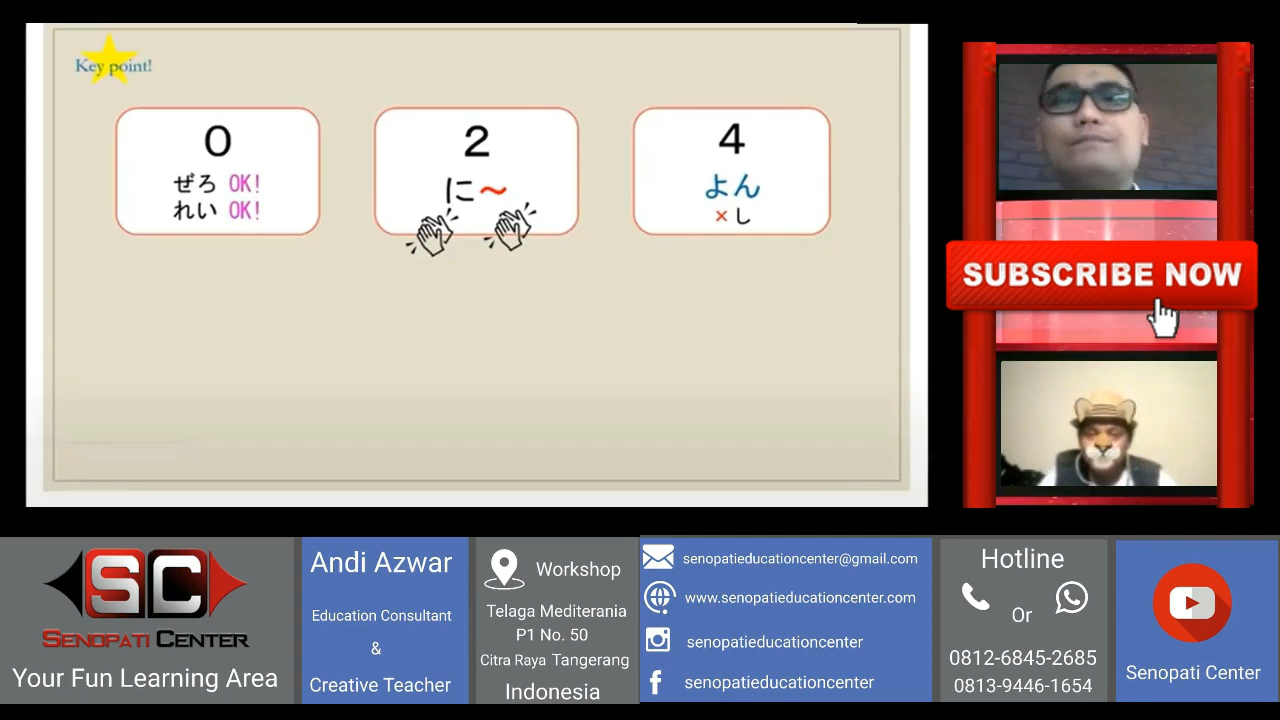 Key point!
0
ぜろ OK!
れい OK!
2
に～
4
よん
×し
SUBSCRIBE NOW
SC
SENOPATI CENTER
Your Fun Learning Area
Andi Azwar
Education Consultant
&
Creative Teacher
Workshop
Telaga Mediterania
P1 No. 50
Citra Raya Tangerang
Indonesia
senopatieducationcenter@gmail.com
www.senopatieducationcenter.com
senopatieducationcenter
senopatieducationcenter
Hotline
Or
0812-6845-2685
0813-9446-1654
Senopati Center